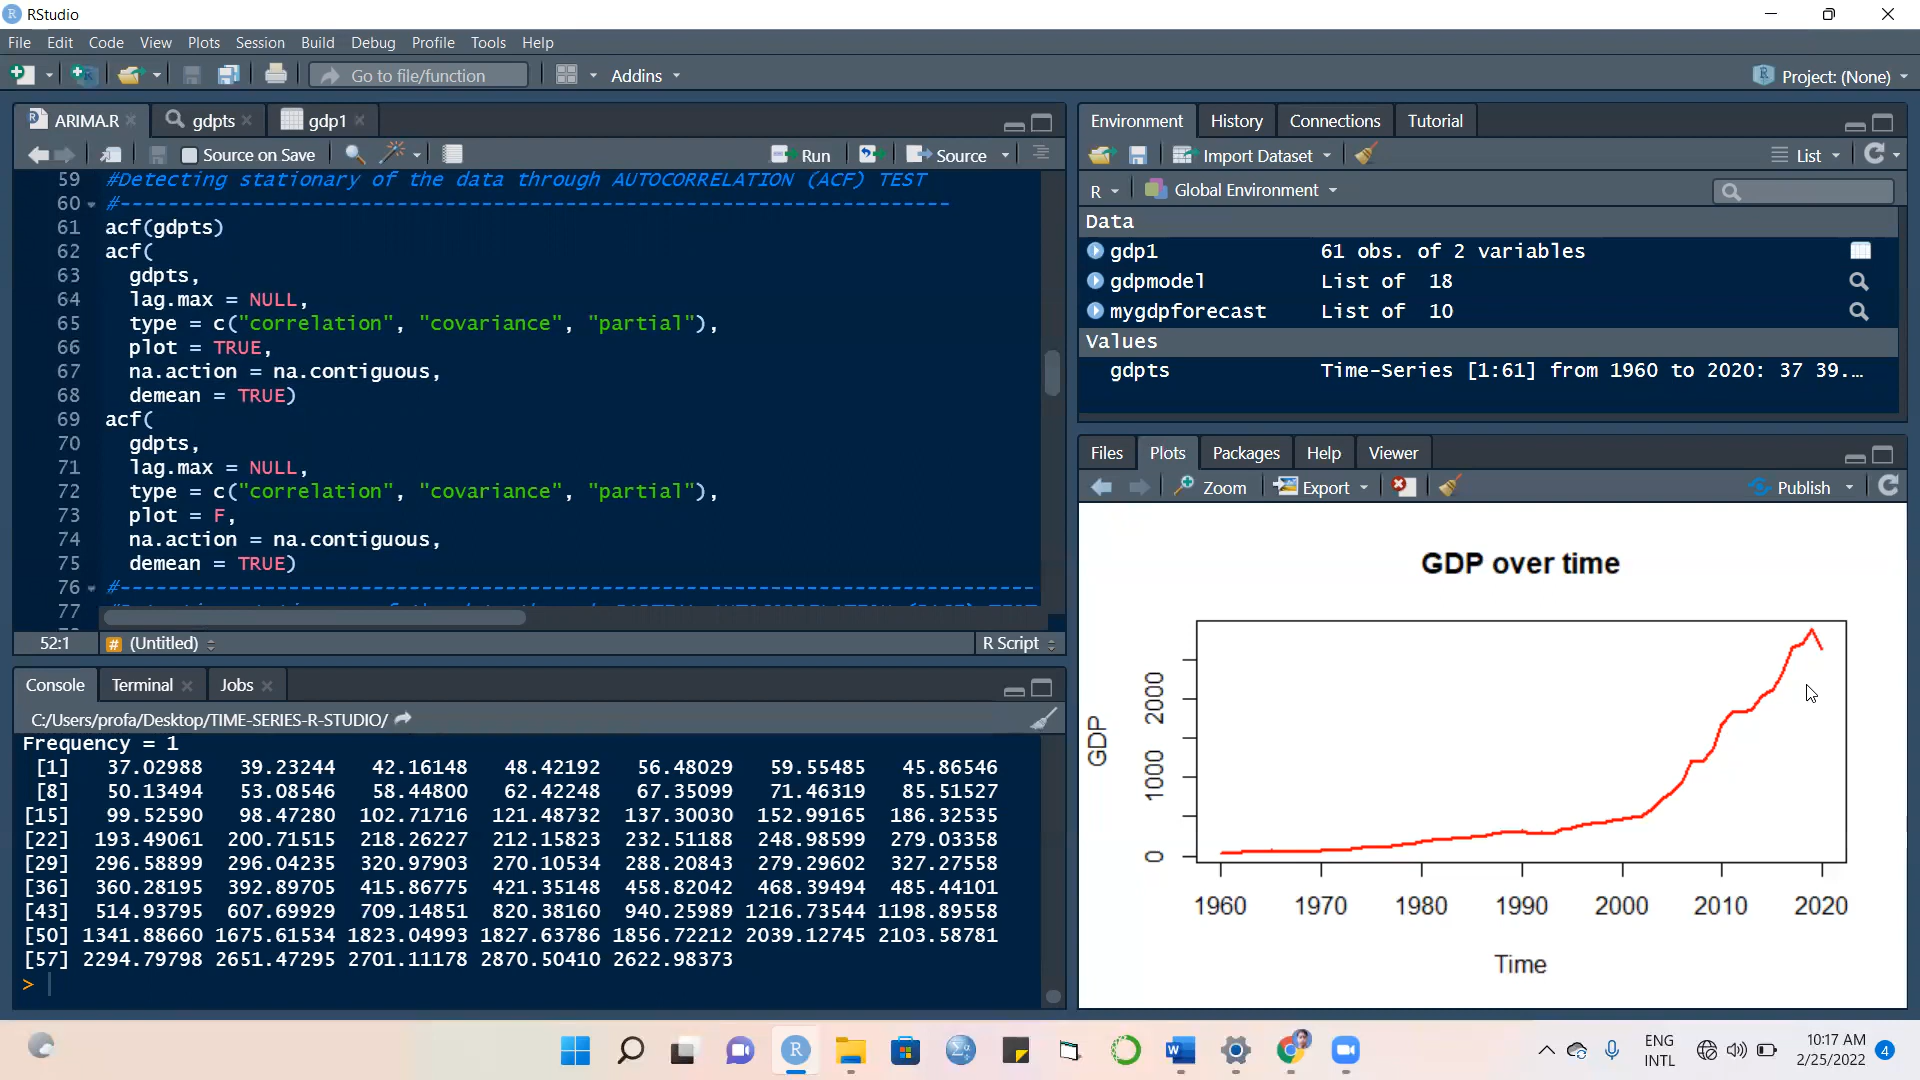 RStudio
File Edit Code View Plots Session Build Debug Profile Tools Help
Go to file/function Addins Project: (None)
ARIMA.R gdpts gdp1
Source on Save Run Source
59 #Detecting stationary of the data through AUTOCORRELATION (ACF) TEST
60 #---------------------------------------------------------------------
61 acf(gdpts)
62 acf(
63 gdpts,
64 lag.max = NULL,
65 type = c("correlation", "covariance", "partial"),
66 plot = TRUE,
67 na.action = na.contiguous,
68 demean = TRUE)
69 acf(
70 gdpts,
71 lag.max = NULL,
72 type = c("correlation", "covariance", "partial"),
73 plot = F,
74 na.action = na.contiguous,
75 demean = TRUE)
76 #----------------------------------------------------------------------------
77
52:1 # (Untitled) R Script
Console Terminal Jobs
C:/Users/profa/Desktop/TIME-SERIES-R-STUDIO/
Frequency = 1
[1] 37.02988 39.23244 42.16148 48.42192 56.48029 59.55485 45.86546
[8] 50.13494 53.08546 58.44800 62.42248 67.35099 71.46319 85.51527
[15] 99.52590 98.47280 102.71716 121.48732 137.30030 152.99165 186.32535
[22] 193.49061 200.71515 218.26227 212.15823 232.51188 248.98599 279.03358
[29] 296.58899 296.04235 320.97903 270.10534 288.20843 279.29602 327.27558
[36] 360.28195 392.89705 415.86775 421.35148 458.82042 468.39494 485.44101
[43] 514.93795 607.69929 709.14851 820.38160 940.25989 1216.73544 1198.89558
[50] 1341.88660 1675.61534 1823.04993 1827.63786 1856.72212 2039.12745 2103.58781
[57] 2294.79798 2651.47295 2701.11178 2870.50410 2622.98373
>
Environment History Connections Tutorial
Import Dataset List
R Global Environment
Data
gdp1 61 obs. of 2 variables
gdpmodel List of 18
mygdpforecast List of 10
Values
gdpts Time-Series [1:61] from 1960 to 2020: 37 39.…
Files Plots Packages Help Viewer
Zoom Export Publish
GDP over time
GDP
0 1000 2000
1960 1970 1980 1990 2000 2010 2020
Time
ENG
INTL
10:17 AM
2/25/2022
4